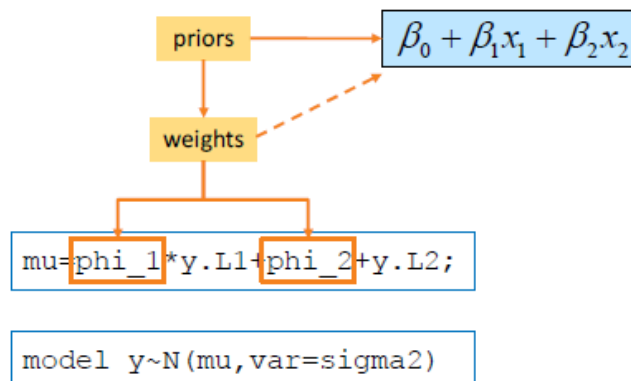 priors
β₀ + β₁x₁ + β₂x₂
weights
mu=phi_1*y.L1+phi_2+y.L2;
model y~N(mu,var=sigma2)